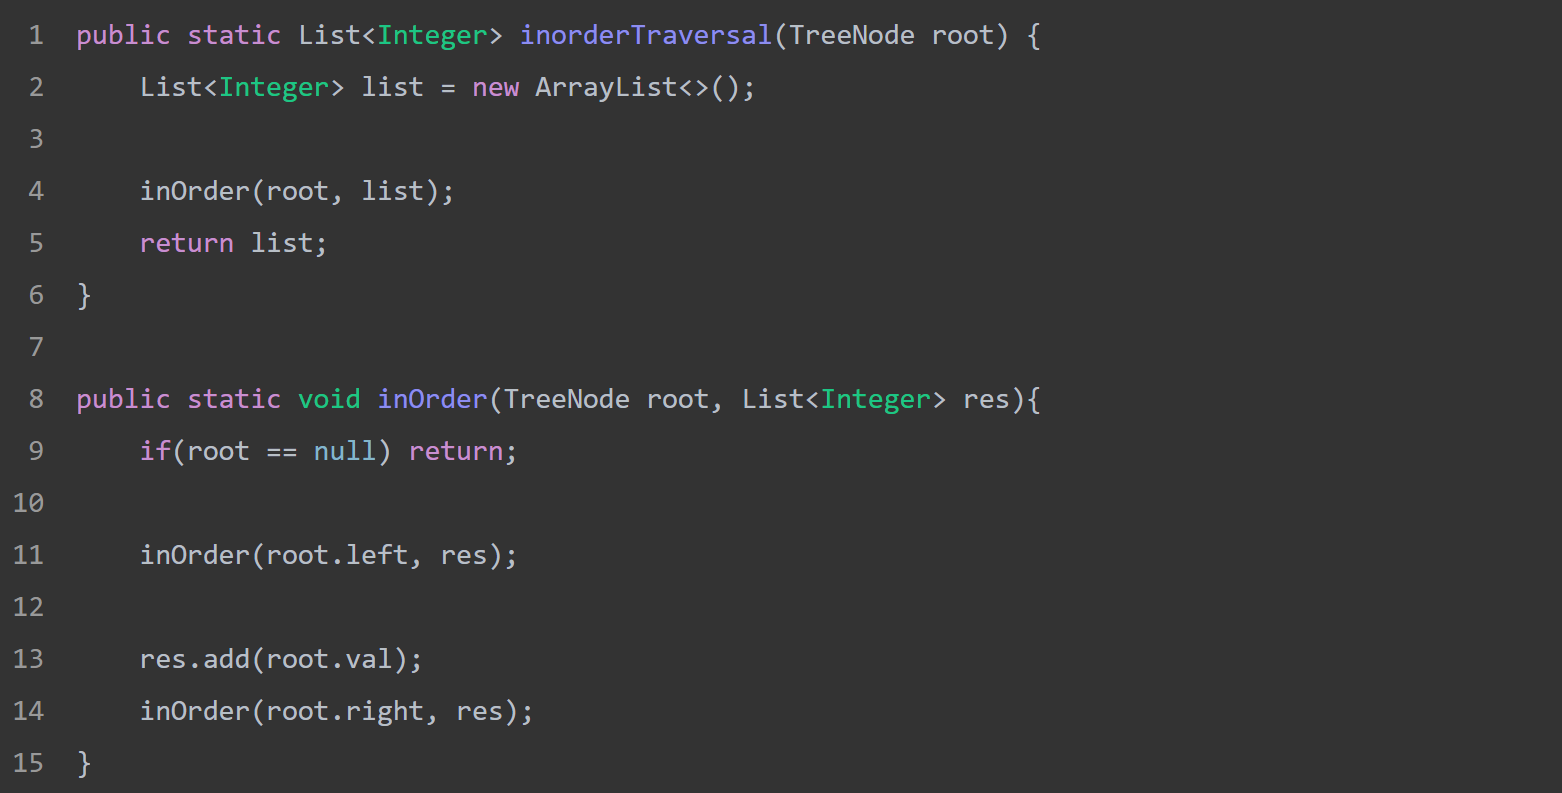 1 public static List<Integer> inorderTraversal(TreeNode root) {
2     List<Integer> list = new ArrayList<>();
3
4     inOrder(root, list);
5     return list;
6 }
7
8 public static void inOrder(TreeNode root, List<Integer> res){
9     if(root == null) return;
10
11     inOrder(root.left, res);
12
13     res.add(root.val);
14     inOrder(root.right, res);
15 }